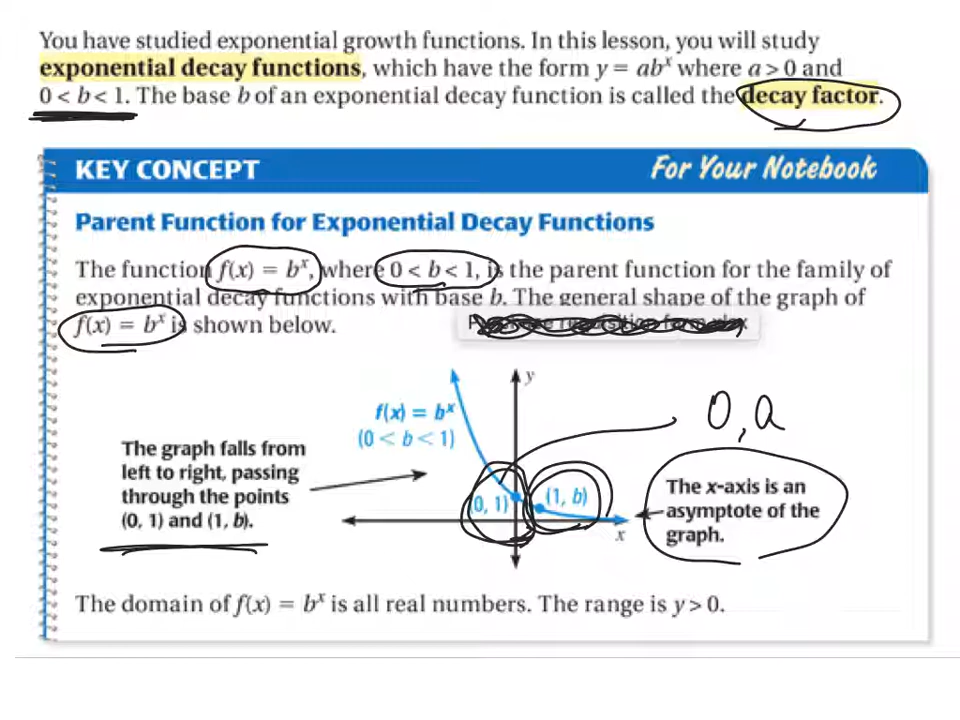 You have studied exponential growth functions. In this lesson, you will study
exponential decay functions, which have the form y = abˣ where a > 0 and
0 < b < 1. The base b of an exponential decay function is called the decay factor.
KEY CONCEPT
For Your Notebook
Parent Function for Exponential Decay Functions
The function f(x) = bˣ, where 0 < b < 1, is the parent function for the family of
exponential decay functions with base b. The general shape of the graph of
f(x) = bˣ is shown below.
y
f(x) = bˣ
(0 < b < 1)
0, a
The graph falls from
left to right, passing
through the points
(0, 1) and (1, b).
(0, 1)
(1, b)
x
The x-axis is an
asymptote of the
graph.
The domain of f(x) = bˣ is all real numbers. The range is y > 0.